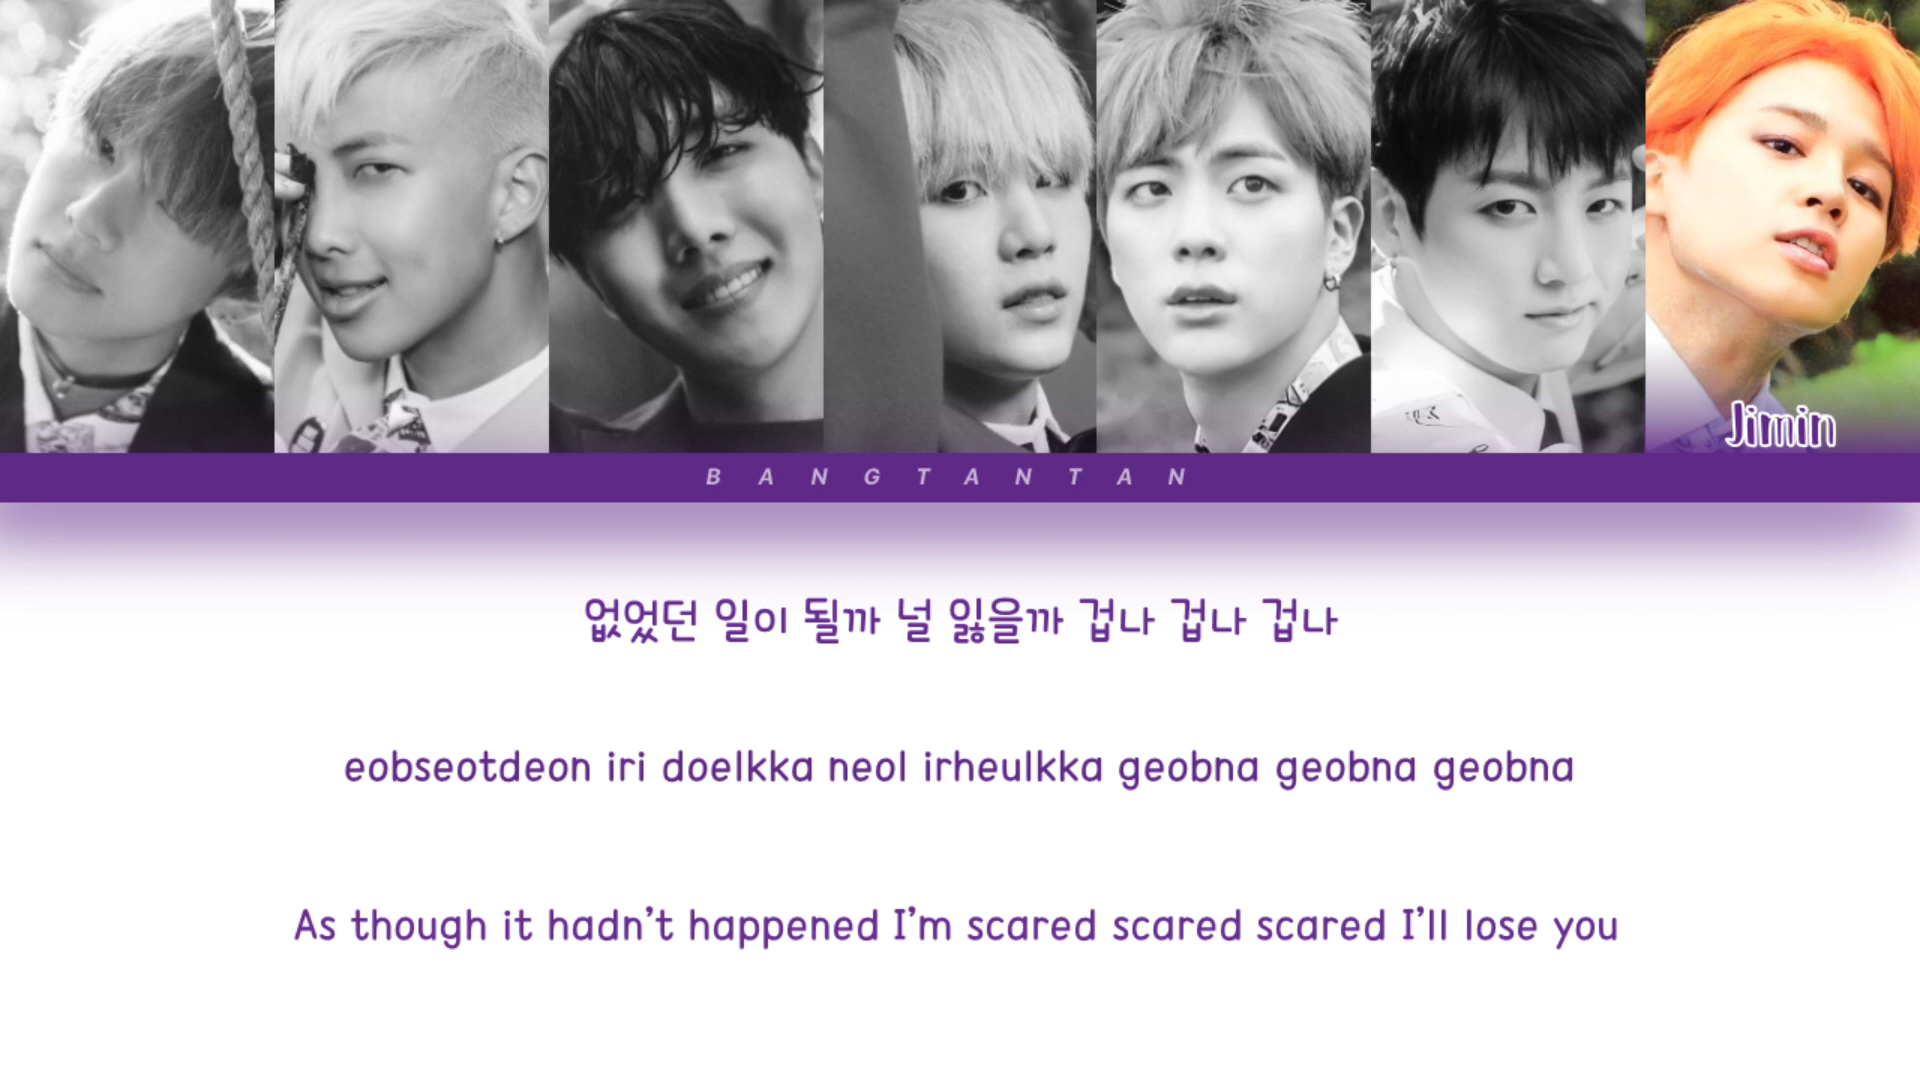 Jimin
BANGTANTAN
없었던 일이 될까 널 잃을까 겁나 겁나 겁나
eobseotdeon iri doelkka neol irheulkka geobna geobna geobna
As though it hadn't happened I'm scared scared scared I'll lose you